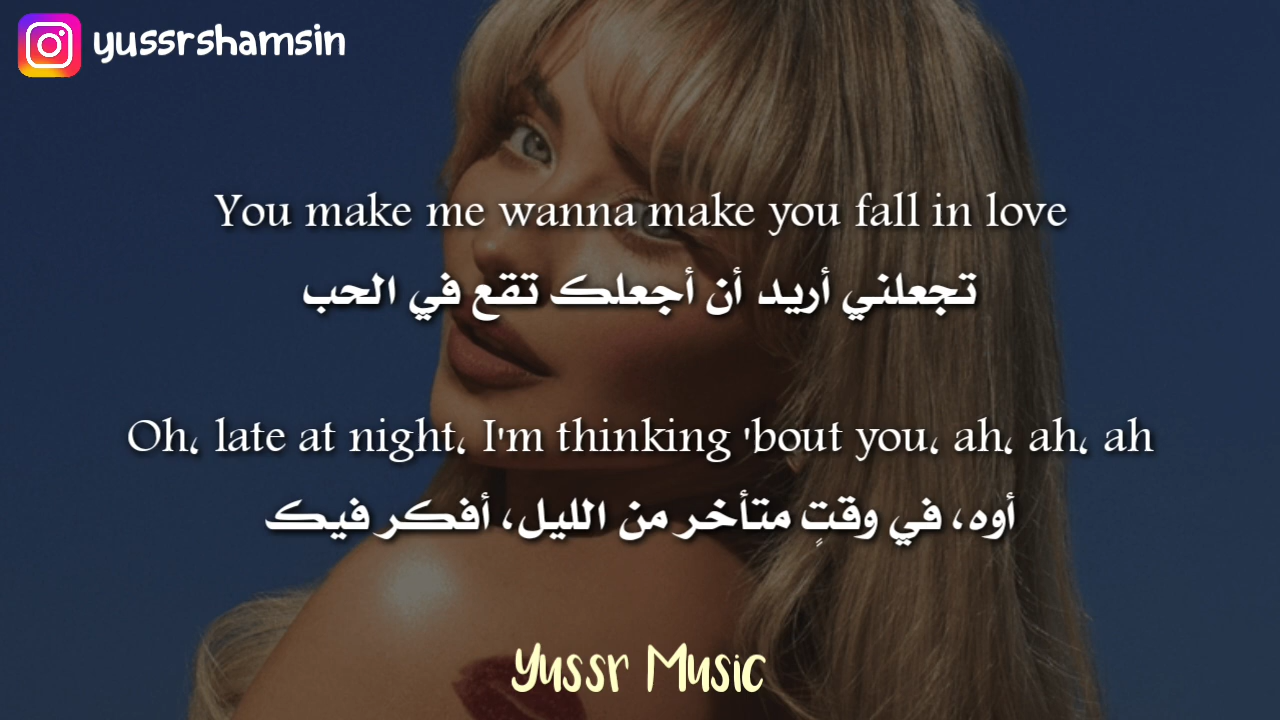 yussrshamsin
You make me wanna make you fall in love
تجعلني أريد أن أجعلك تقع في الحب
Oh، late at night، I'm thinking 'bout you، ah، ah، ah
أوه، في وقتٍ متأخر من الليل، أفكر فيك
Yussr Music